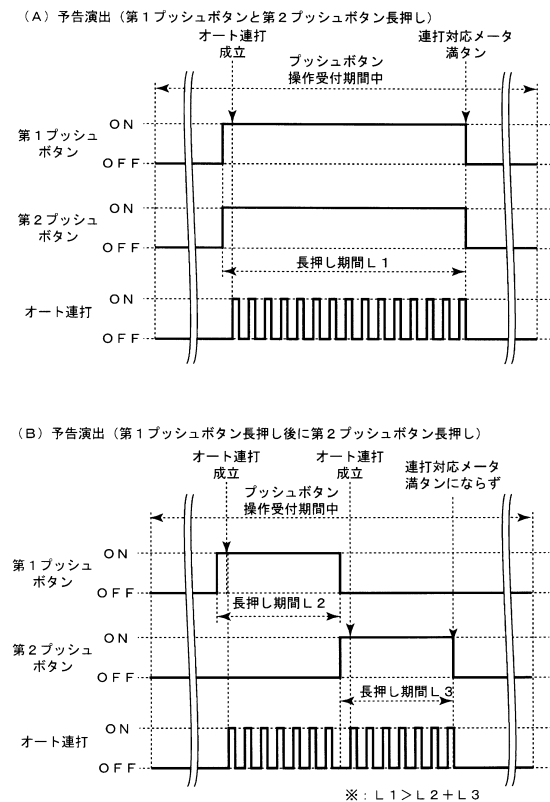 （Ａ）予告演出（第１プッシュボタンと第２プッシュボタン長押し）
オート連打
成立
連打対応メータ
満タン
プッシュボタン
操作受付期間中
ＯＮ
第１プッシュ
ボタン
ＯＦＦ
ＯＮ
第２プッシュ
ボタン
ＯＦＦ
長押し期間Ｌ１
ＯＮ
オート連打
ＯＦＦ
（Ｂ）予告演出（第１プッシュボタン長押し後に第２プッシュボタン長押し）
オート連打
成立
オート連打
成立
連打対応メータ
満タンにならず
プッシュボタン
操作受付期間中
ＯＮ
第１プッシュ
ボタン
ＯＦＦ
長押し期間Ｌ２
ＯＮ
第２プッシュ
ボタン
ＯＦＦ
長押し期間Ｌ３
ＯＮ
オート連打
ＯＦＦ
※：Ｌ１＞Ｌ２＋Ｌ３